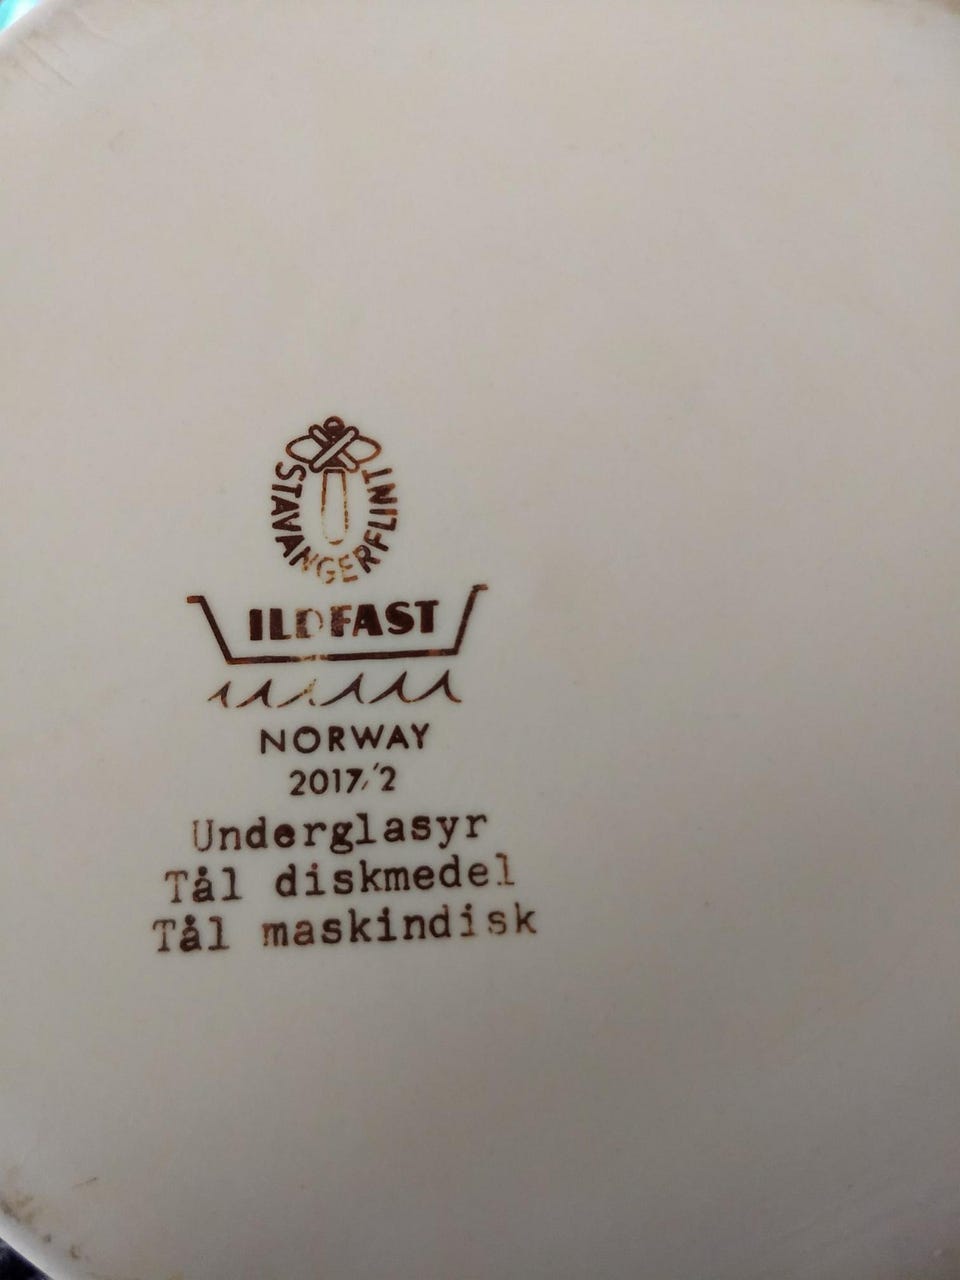 STAVANGERFLINT
ILDFAST
NORWAY
2017/2
Underglasyr
Tål diskmedel
Tål maskindisk